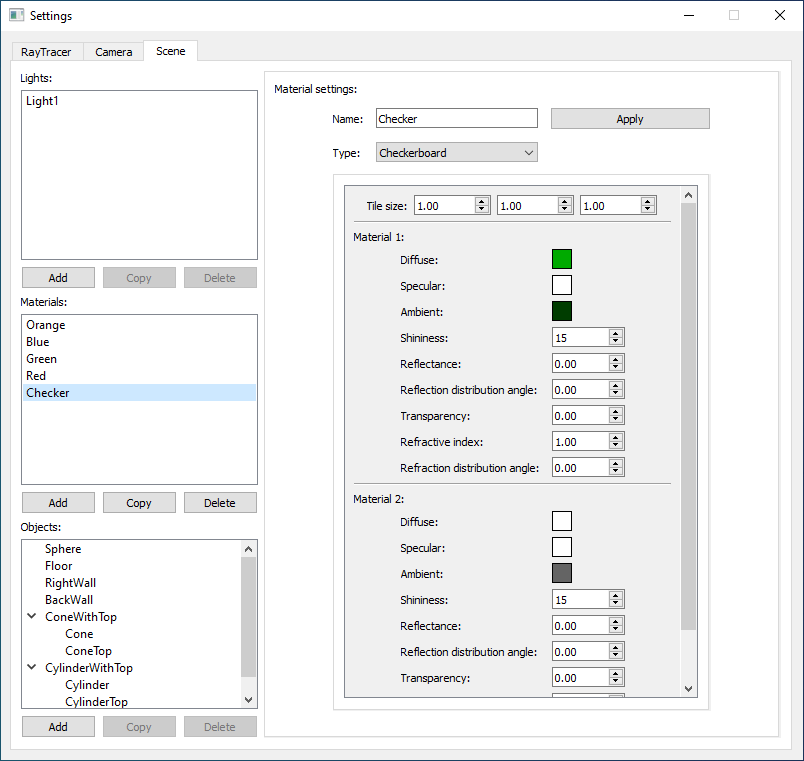 Settings
RayTracer Camera Scene
Lights:
Light1
Add Copy Delete
Materials:
Orange
Blue
Green
Red
Checker
Add Copy Delete
Objects:
Sphere
Floor
RightWall
BackWall
ConeWithTop
Cone
ConeTop
CylinderWithTop
Cylinder
CylinderTop
Add Copy Delete
Material settings:
Name: Checker Apply
Type: Checkerboard
Tile size: 1.00 1.00 1.00
Material 1:
Diffuse:
Specular:
Ambient:
Shininess: 15
Reflectance: 0.00
Reflection distribution angle: 0.00
Transparency: 0.00
Refractive index: 1.00
Refraction distribution angle: 0.00
Material 2:
Diffuse:
Specular:
Ambient:
Shininess: 15
Reflectance: 0.00
Reflection distribution angle: 0.00
Transparency: 0.00